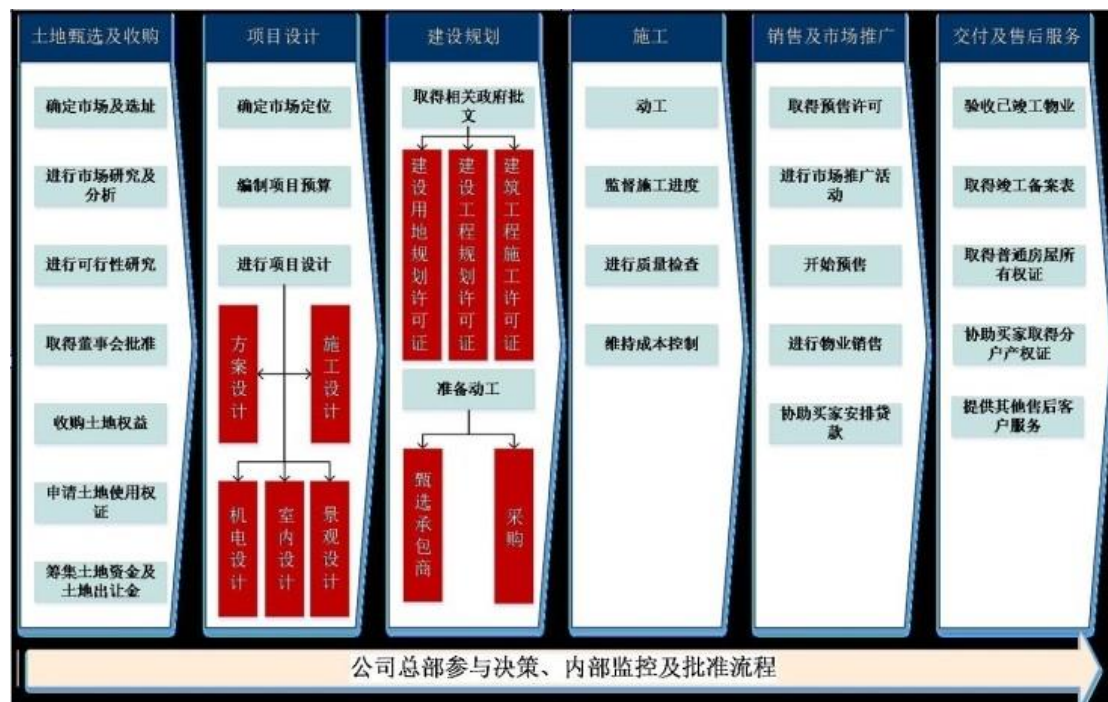 土地甄选及收购
确定市场及选址
进行市场研究及
分析
进行可行性研究
取得董事会批准
收购土地权益
申请土地使用权
证
筹集土地资金及
土地出让金
项目设计
确定市场定位
编制项目预算
进行项目设计
方案设计
施工设计
机电设计
室内设计
景观设计
建设规划
取得相关政府批
文
建设用地规划许可证
建设工程规划许可证
建筑工程施工许可证
准备动工
甄选承包商
采购
施工
动工
监督施工进度
进行质量检查
维持成本控制
销售及市场推广
取得预售许可
进行市场推广活
动
开始预售
进行物业销售
协助买家安排贷
款
交付及售后服务
验收已竣工物业
取得竣工备案表
取得普通房屋所
有权证
协助买家取得分
户产权证
提供其他售后客
户服务
公司总部参与决策、内部监控及批准流程